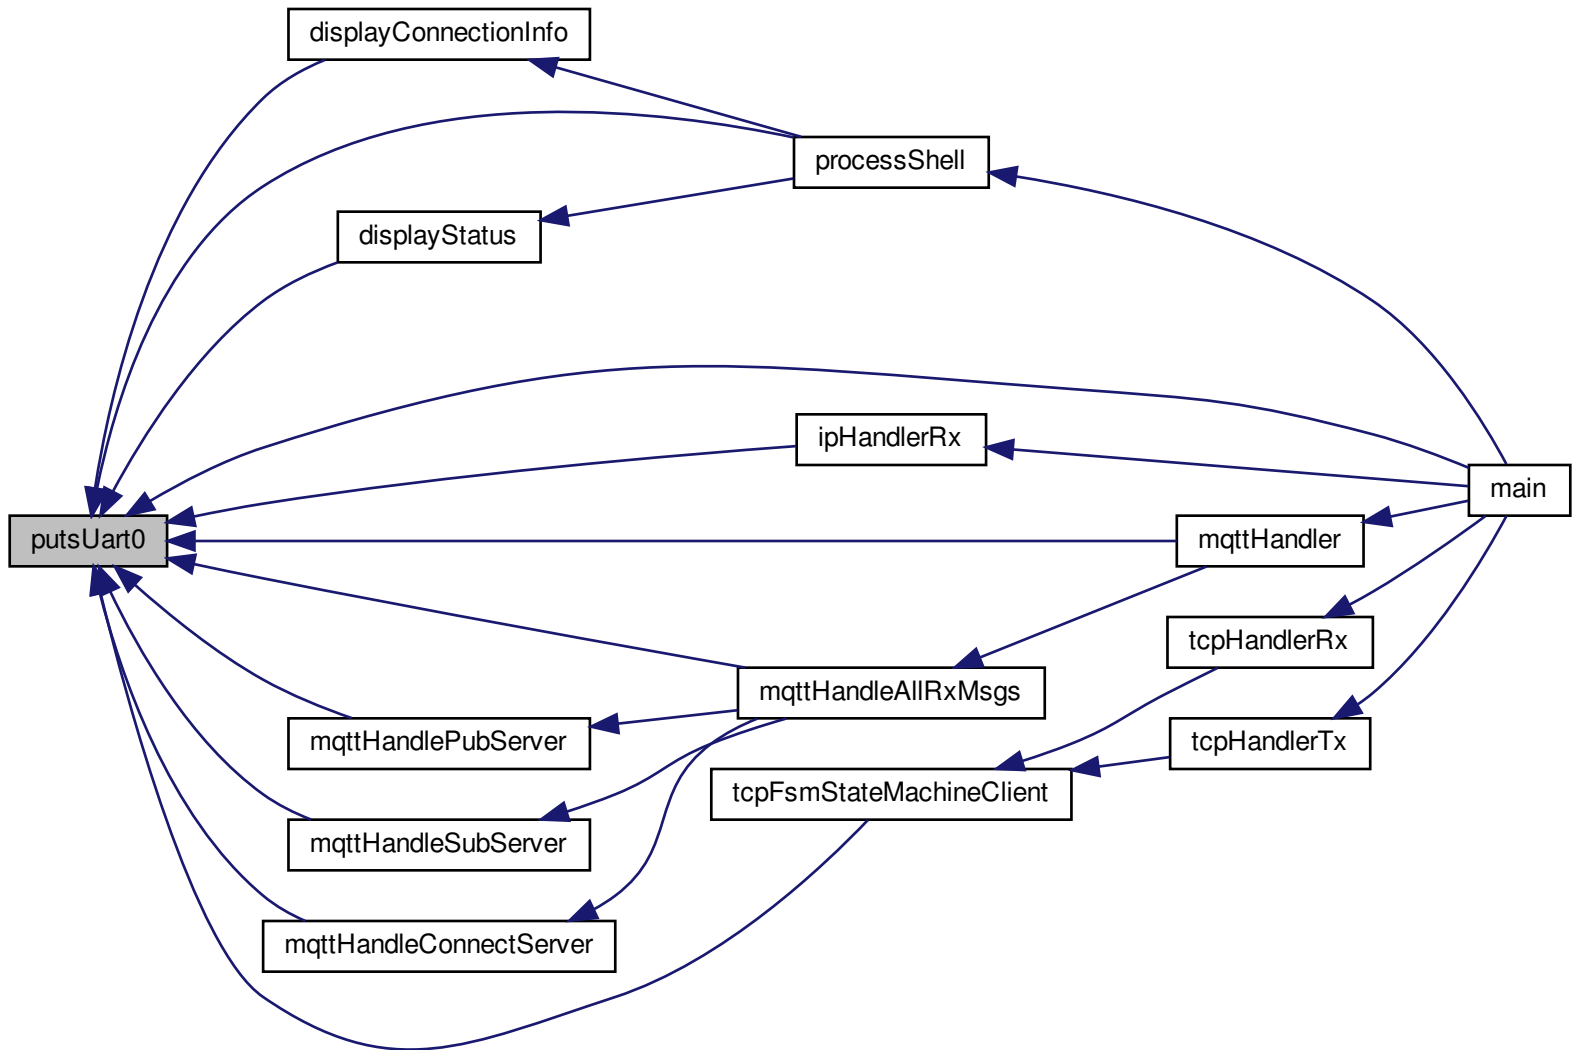 displayConnectionInfo
processShell
displayStatus
ipHandlerRx
main
putsUart0
mqttHandler
tcpHandlerRx
mqttHandleAllRxMsgs
mqttHandlePubServer
tcpHandlerTx
tcpFsmStateMachineClient
mqttHandleSubServer
mqttHandleConnectServer